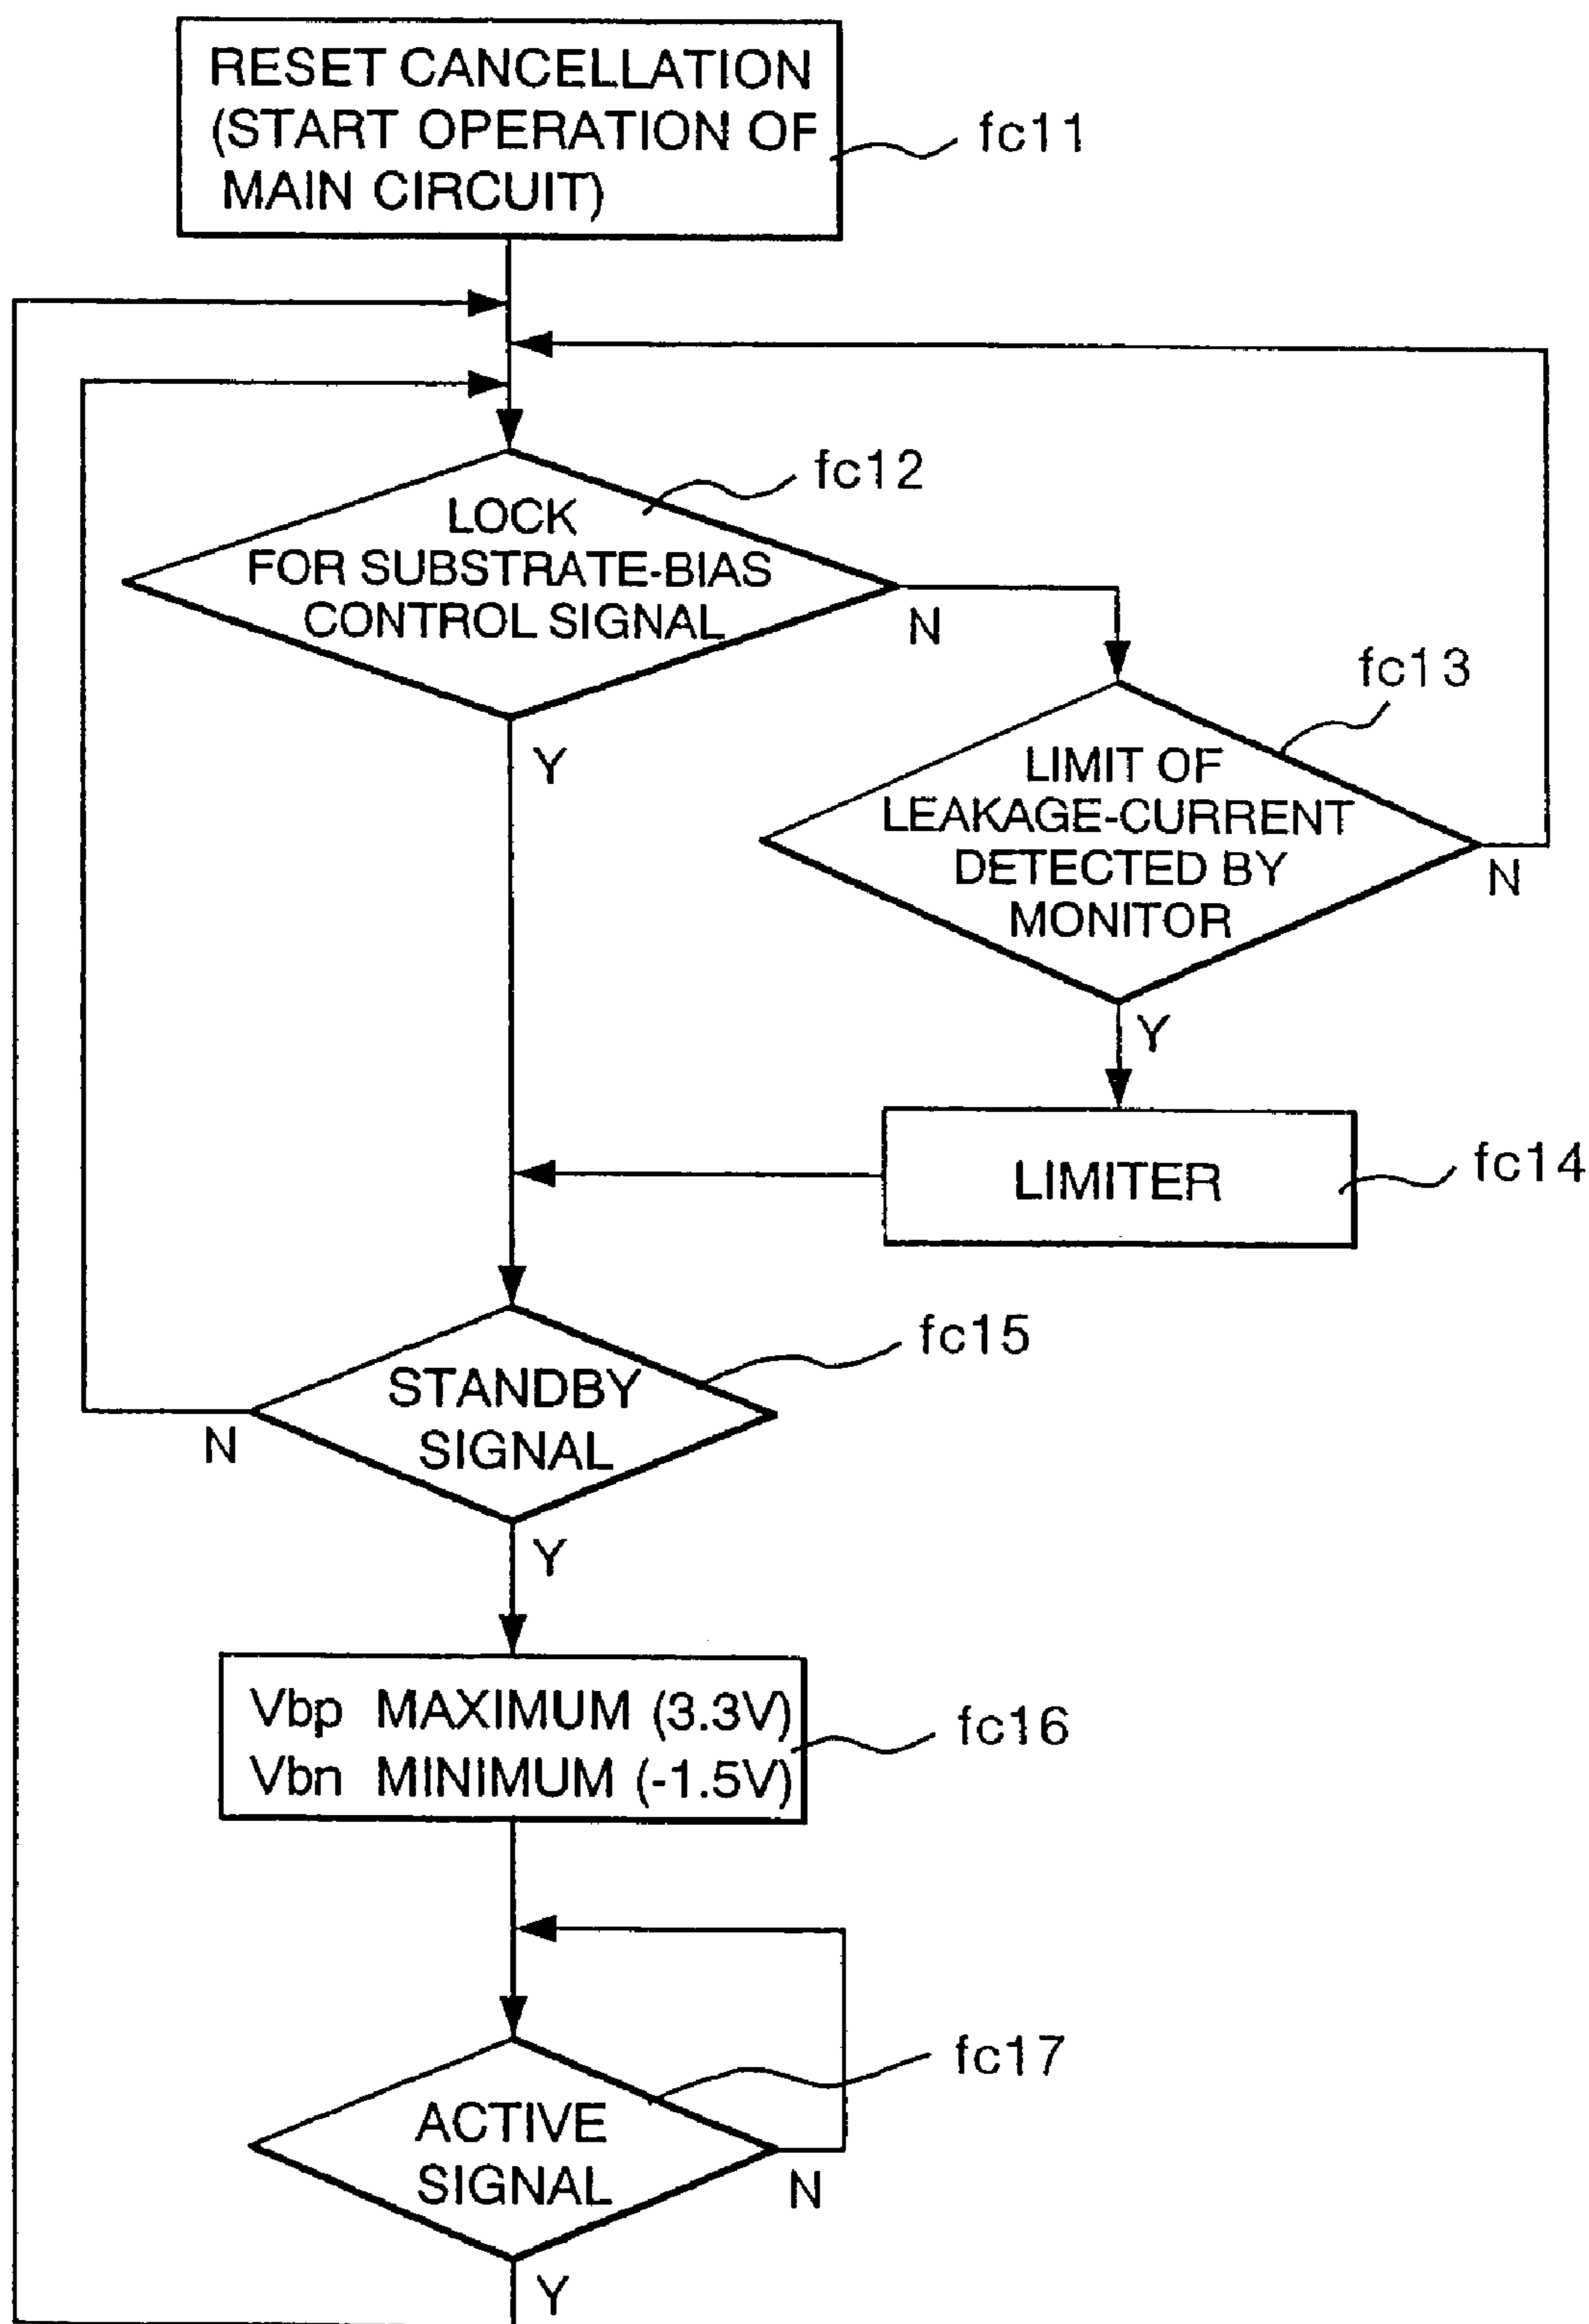 RESET CANCELLATION
(START OPERATION OF
MAIN CIRCUIT)
fc11
fc12
LOCK
FOR SUBSTRATE-BIAS
CONTROL SIGNAL
N
Y
fc13
LIMIT OF
LEAKAGE-CURRENT
DETECTED BY
MONITOR
N
Y
LIMITER
fc14
fc15
STANDBY
SIGNAL
N
Y
Vbp MAXIMUM (3.3V)
Vbn MINIMUM (-1.5V)
fc16
fc17
ACTIVE
SIGNAL
N
Y